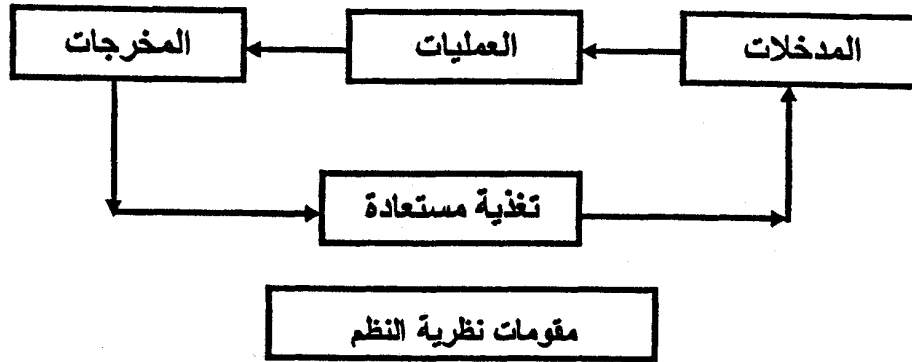 المدخلات
العمليات
المخرجات
تغذية مستعادة
مقومات نظرية النظم